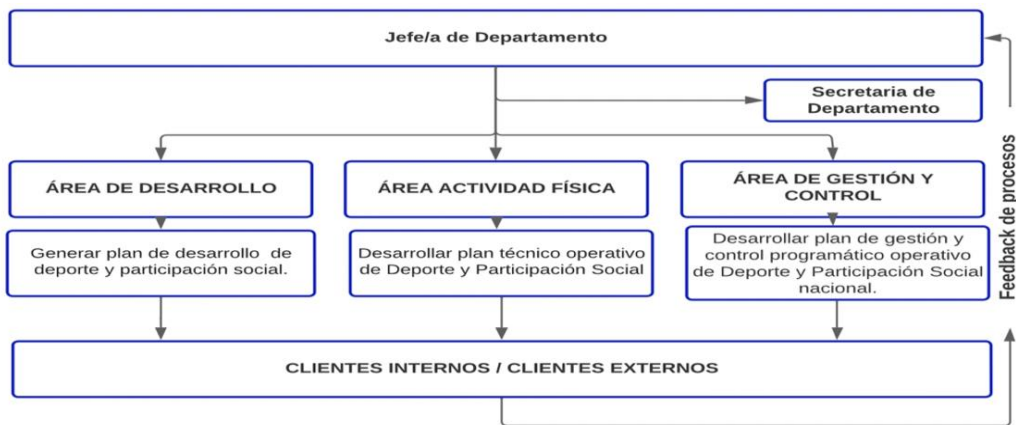 Jefe/a de Departamento
Secretaria de
Departamento
ÁREA DE DESARROLLO
ÁREA ACTIVIDAD FÍSICA
ÁREA DE GESTIÓN Y
CONTROL
Generar plan de desarrollo de
deporte y participación social.
Desarrollar plan técnico operativo
de Deporte y Participación Social
Desarrollar plan de gestión y
control programático operativo
de Deporte y Participación Social
nacional.
Feedback de procesos
CLIENTES INTERNOS / CLIENTES EXTERNOS